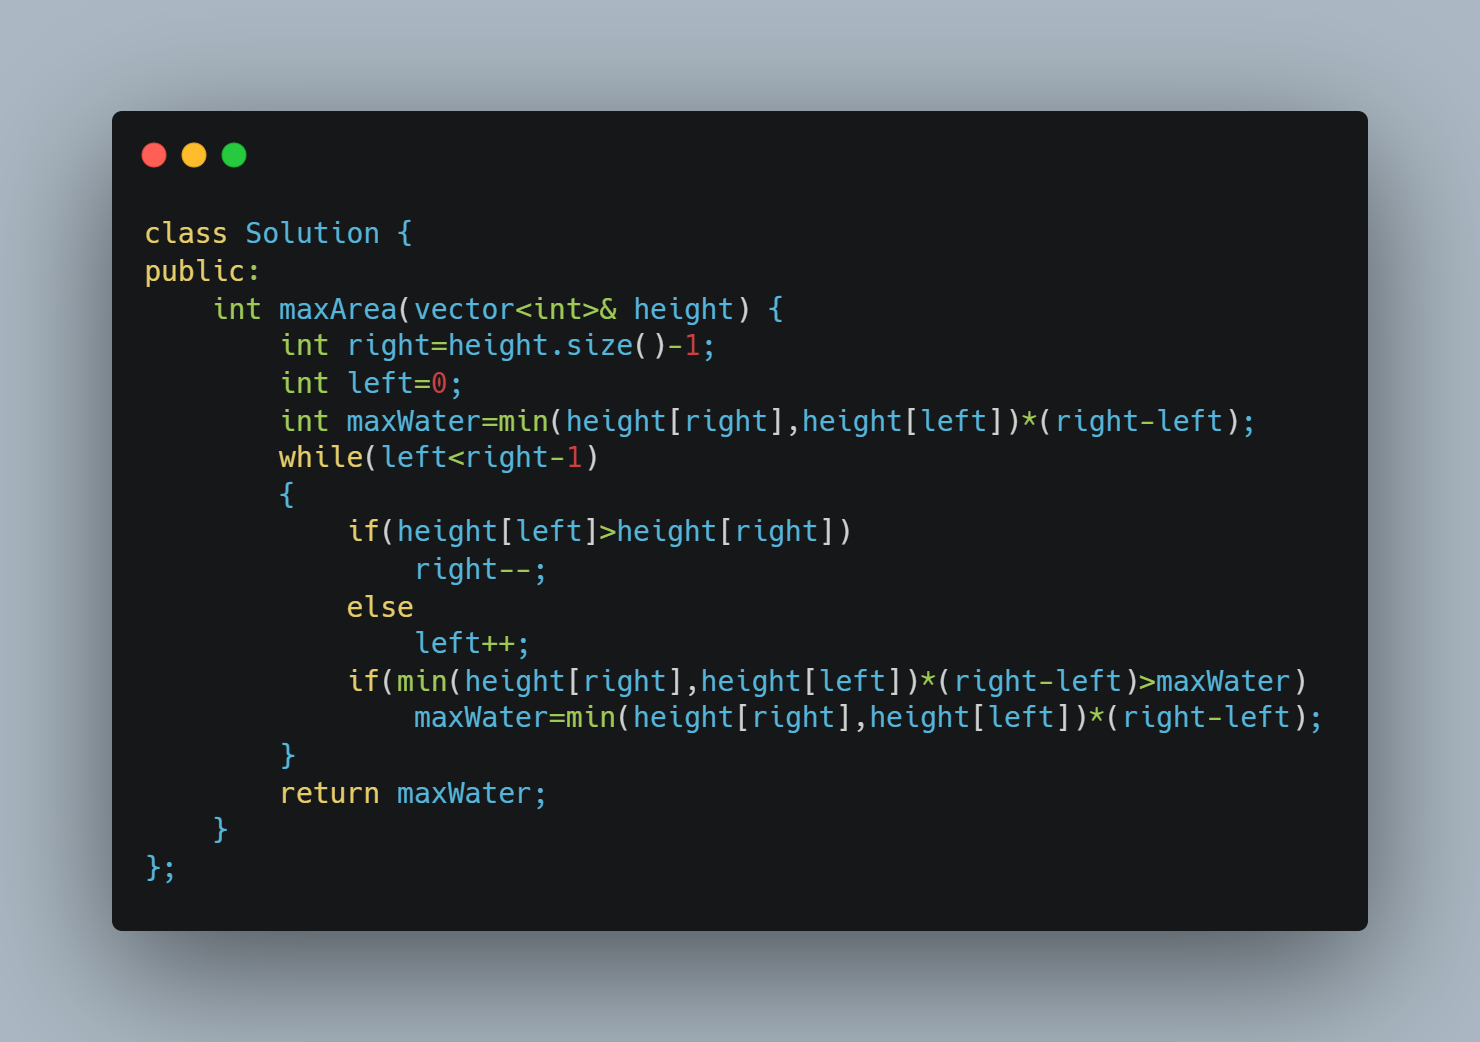 class Solution {
public:
    int maxArea(vector<int>& height) {
        int right=height.size()-1;
        int left=0;
        int maxWater=min(height[right],height[left])*(right-left);
        while(left<right-1)
        {
            if(height[left]>height[right])
                right--;
            else
                left++;
            if(min(height[right],height[left])*(right-left)>maxWater)
                maxWater=min(height[right],height[left])*(right-left);
        }
        return maxWater;
    }
};